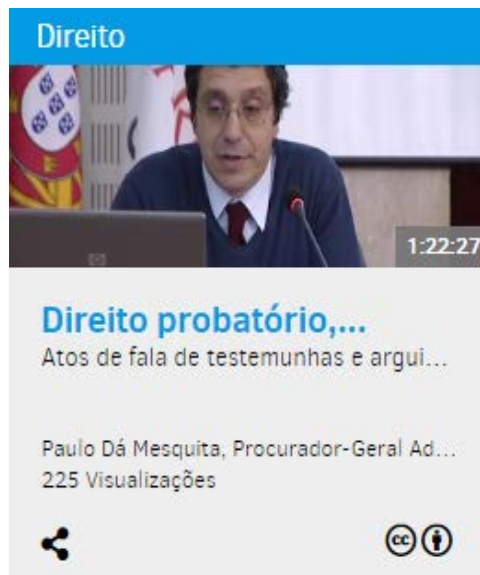 Direito
1:22:27
Direito probatório,...
Atos de fala de testemunhas e argui...
Paulo Dá Mesquita, Procurador-Geral Ad...
225 Visualizações
cc